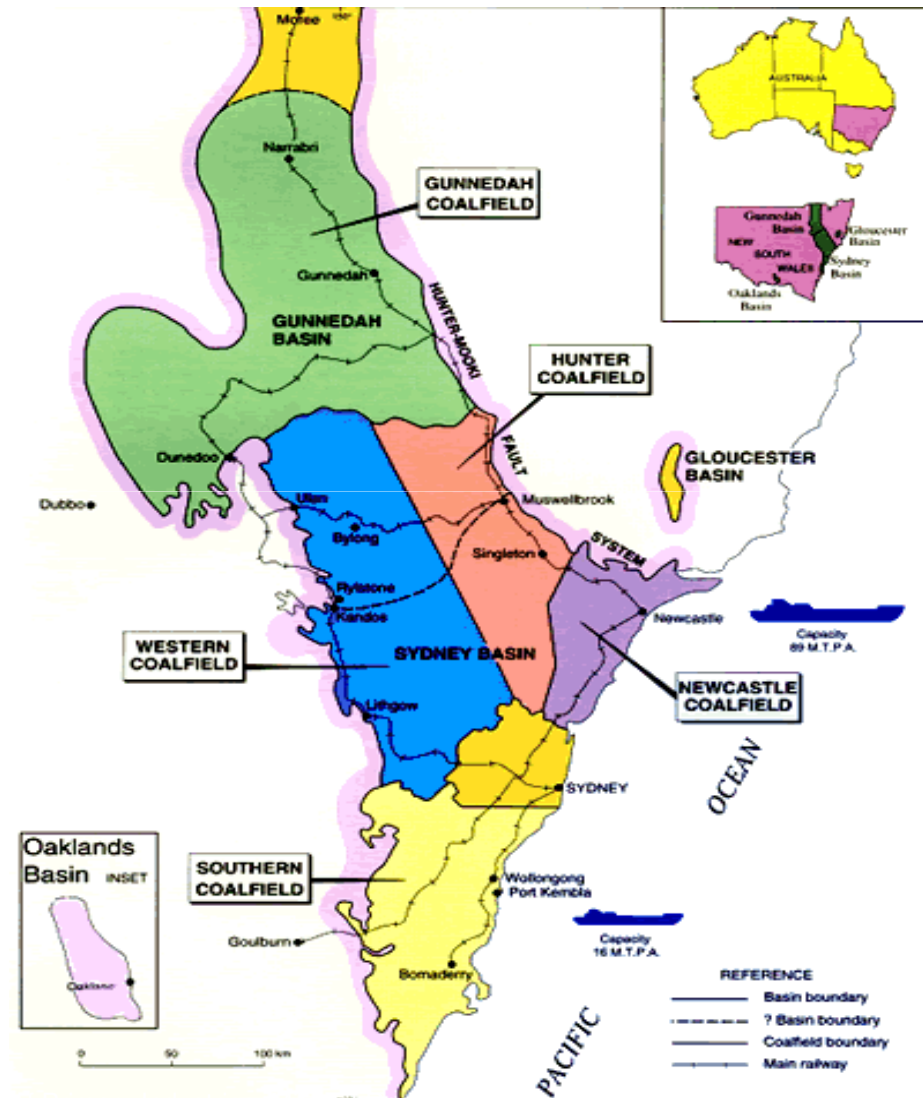 Moree
150°
Narrabri
GUNNEDAH
COALFIELD
Gunnedah
GUNNEDAH
BASIN
HUNTER-MOOKI
FAULT
SYSTEM
HUNTER
COALFIELD
Dunedoo
Dubbo
Ulan
Bylong
Muswellbrook
Singleton
GLOUCESTER
BASIN
Rylstone
Kandos
Newcastle
Capacity
89 M.T.P.A.
WESTERN
COALFIELD
SYDNEY BASIN
NEWCASTLE
COALFIELD
Lithgow
SYDNEY
OCEAN
PACIFIC
SOUTHERN
COALFIELD
Wollongong
Port Kembla
Goulburn
Bomaderry
Capacity
16 M.T.P.A.
AUSTRALIA
Gunnedah
Basin
Gloucester
Basin
NEW
SOUTH
WALES
Sydney
Basin
Oaklands
Basin
Oaklands
Basin INSET
0 50 100 km
REFERENCE
Basin boundary
? Basin boundary
Coalfield boundary
Main railway